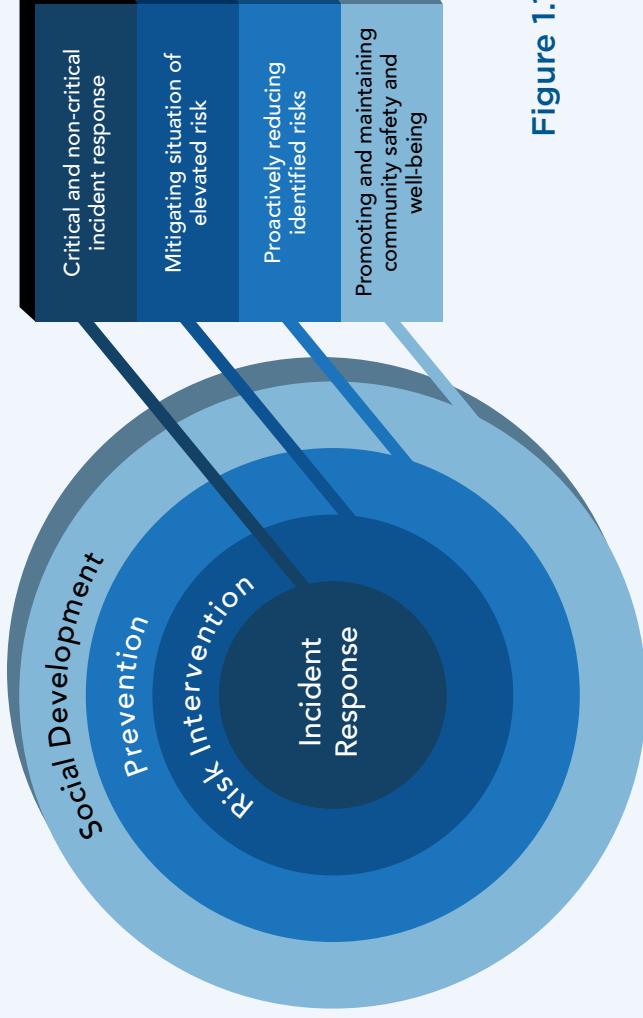 Social Development
Prevention
Risk Intervention
Incident
Response
Critical and non-critical
incident response
Mitigating situation of
elevated risk
Proactively reducing
identified risks
Promoting and maintaining
community safety and
well-being
Figure 1.